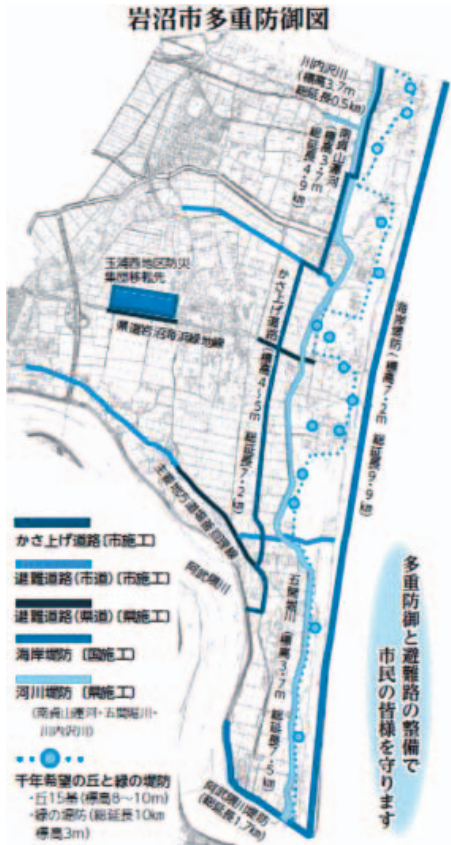 岩沼市多重防御図
川内沢川
(標高3.7m
総延長0.5km)
南貞山運河
(標高3・7m
総延長4・9km)
玉浦西地区防災
集団移転先
県道岩沼海浜緑地線
かさ上げ道路(標高4〜5m 総延長7・2km)
海岸堤防(標高7・2m 総延長9・9km)
主要地方道塩釜亘理線
阿武隈川
五間堀川(標高3・7m 総延長7・5km)
阿武隈川堤防
(総延長1.7km)
かさ上げ道路〔市施工〕
避難道路(市道)〔市施工〕
避難道路(県道)〔県施工〕
海岸堤防〔国施工〕
河川堤防〔県施工〕
(南貞山運河・五間堀川・
川内沢川)
千年希望の丘と緑の堤防
・丘15基(標高8〜10m)
・緑の堤防(総延長10km
標高3m)
多重防御と避難路の整備で
市民の皆様を守ります